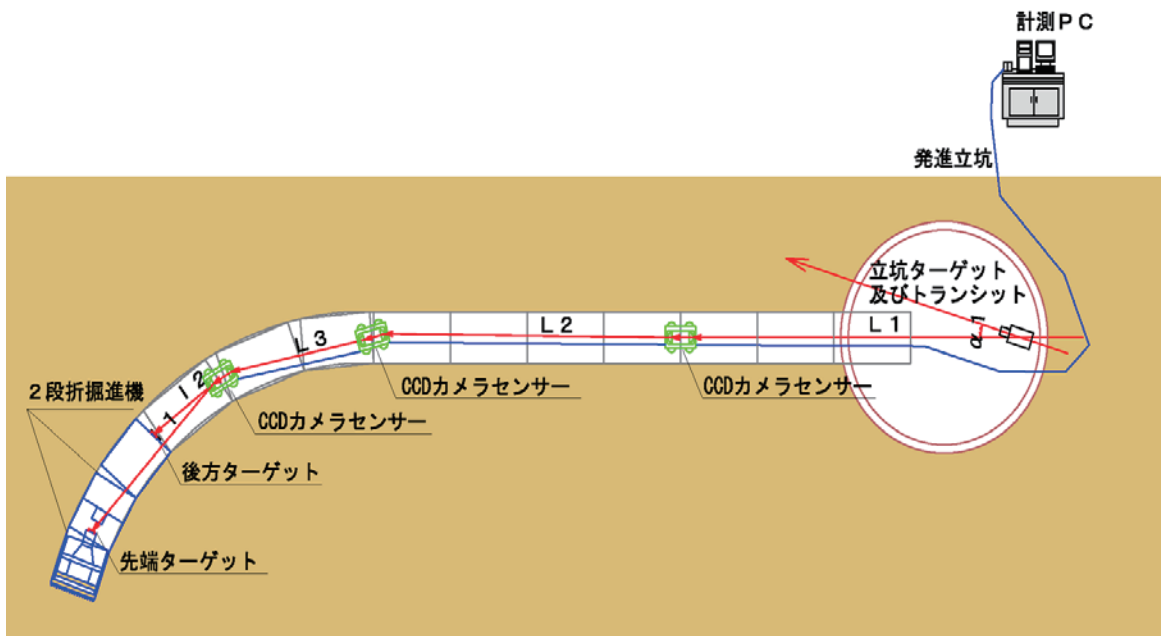 計測ＰＣ
発進立坑
立坑ターゲット
及びトランシット
α1
L1
L2
L3
l2
CCDカメラセンサー
CCDカメラセンサー
CCDカメラセンサー
２段折掘進機
後方ターゲット
先端ターゲット